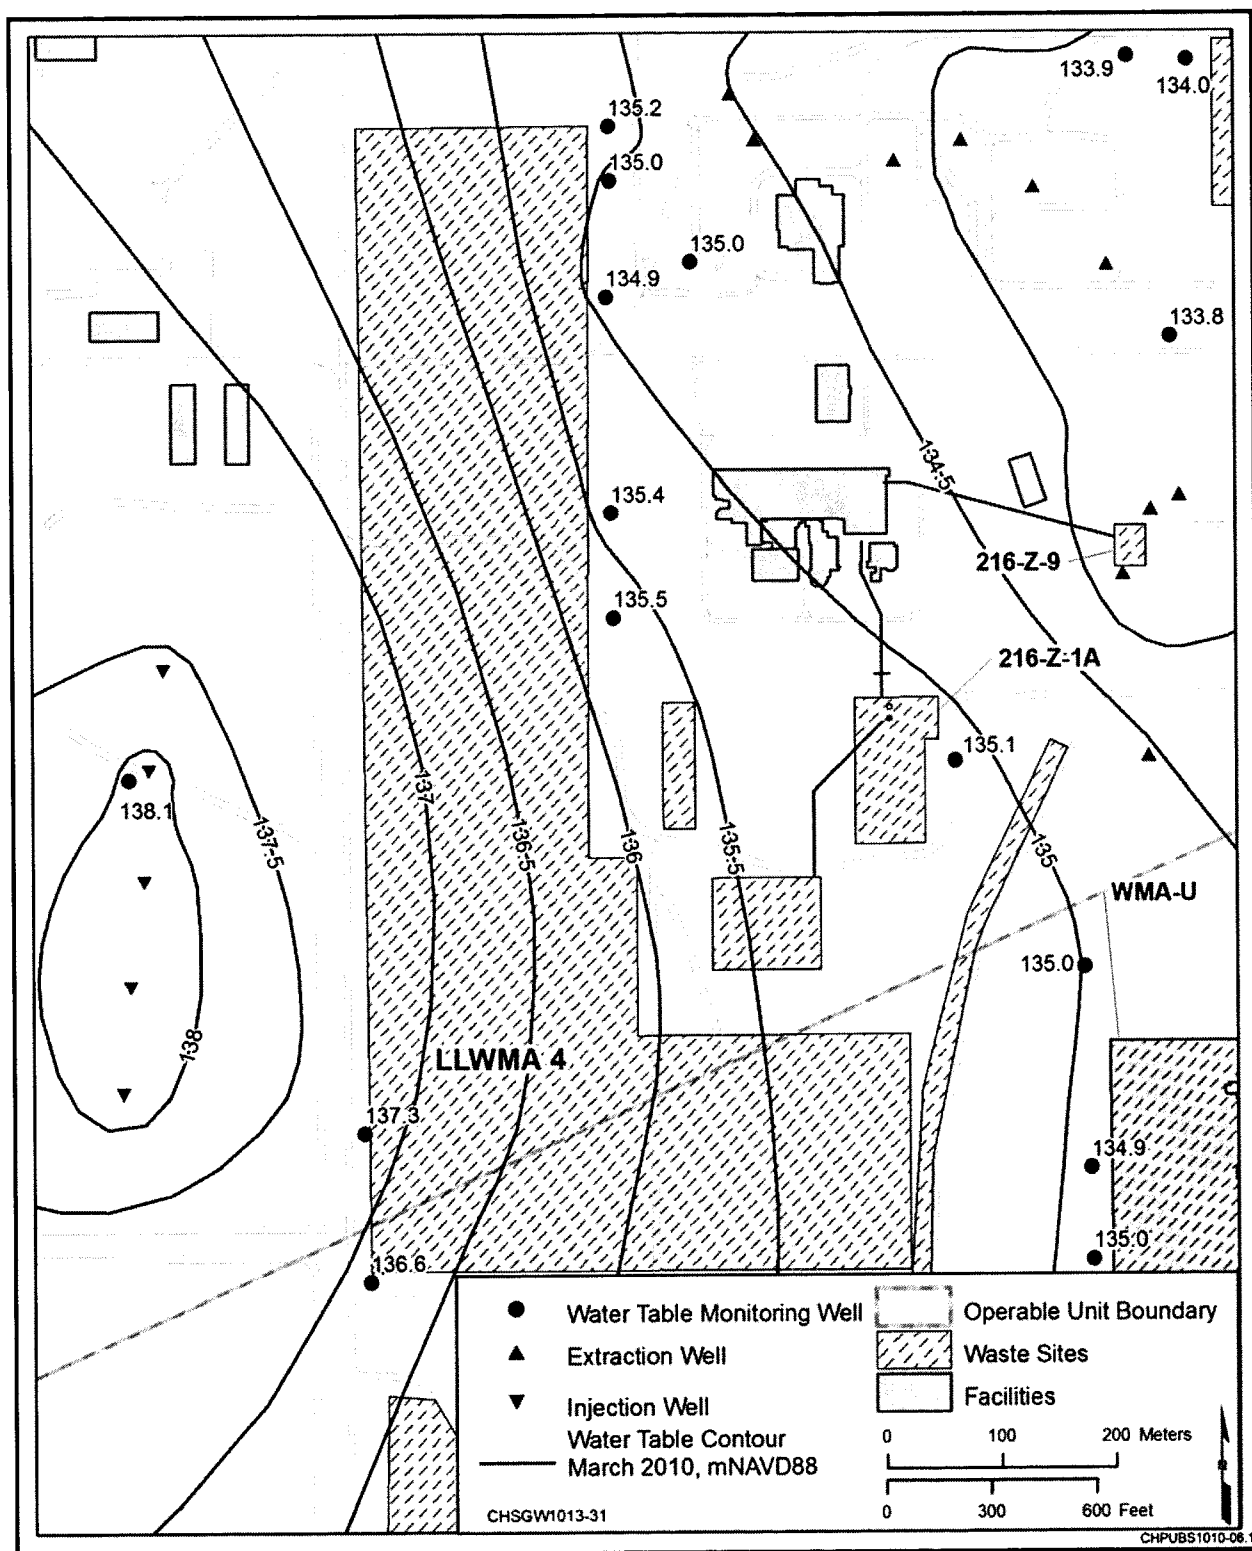 133.9
134.0
135.2
135.0
135.0
134.9
133.8
134.5
135.4
216-Z-9
135.5
216-Z-1A
135.1
138.1
137
137.5
136.5
136
135.5
135
WMA-U
135.0
138
LLWMA 4
137.3
134.9
135.0
136.6
Water Table Monitoring Well
Extraction Well
Injection Well
Water Table Contour
March 2010, mNAVD88
CHSGW1013-31
Operable Unit Boundary
Waste Sites
Facilities
0 100 200 Meters
0 300 600 Feet
CHPUBS1010-06.1